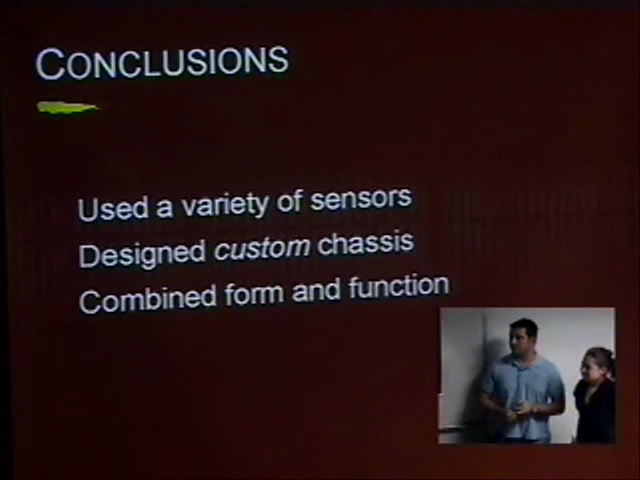 CONCLUSIONS
Used a variety of sensors
Designed custom chassis
Combined form and function